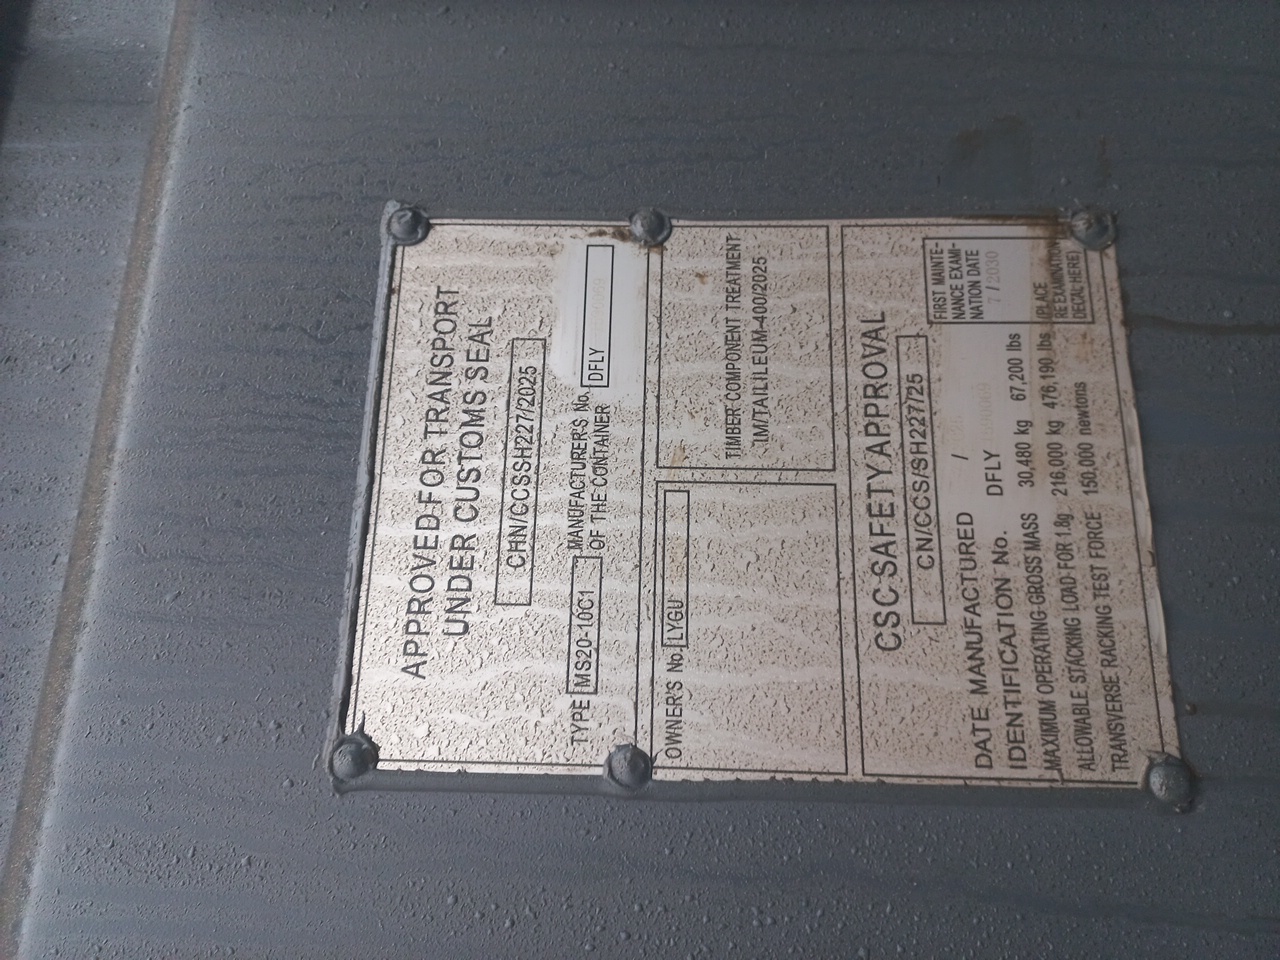 APPROVED FOR TRANSPORT
UNDER CUSTOMS SEAL
CHN/CCSSH227/2025
TYPE MS20-10C1 MANUFACTURER'S No. DFLY
OF THE CONTAINER
OWNER'S No. LYGU
TIMBER COMPONENT TREATMENT
IM/TAILILEUM-400/2025
CSC SAFETY APPROVAL
CN/CCS/SH227/25
DATE MANUFACTURED /
IDENTIFICATION No. DFLY
MAXIMUM OPERATING GROSS MASS 30,480 kg 67,200 lbs
ALLOWABLE STACKING LOAD FOR 1.8g 216,000 kg 476,190 lbs
TRANSVERSE RACKING TEST FORCE 150,000 newtons
FIRST MAINTE-
NANCE EXAMI-
NATION DATE
7/2030
(PLACE
RE-EXAMINATION
DECAL HERE)